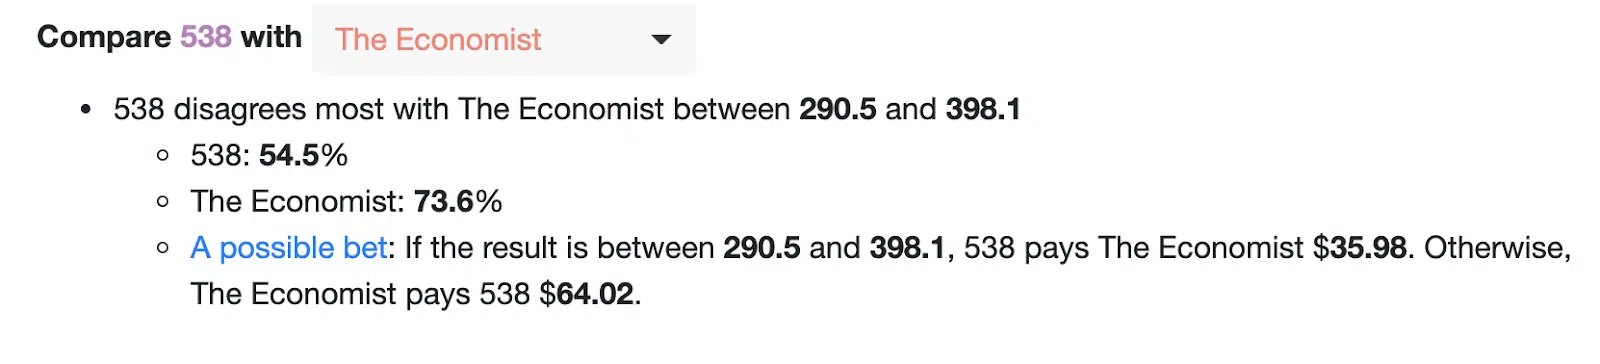 Compare 538 with The Economist
• 538 disagrees most with The Economist between 290.5 and 398.1
○ 538: 54.5%
○ The Economist: 73.6%
○ A possible bet: If the result is between 290.5 and 398.1, 538 pays The Economist $35.98. Otherwise,
The Economist pays 538 $64.02.